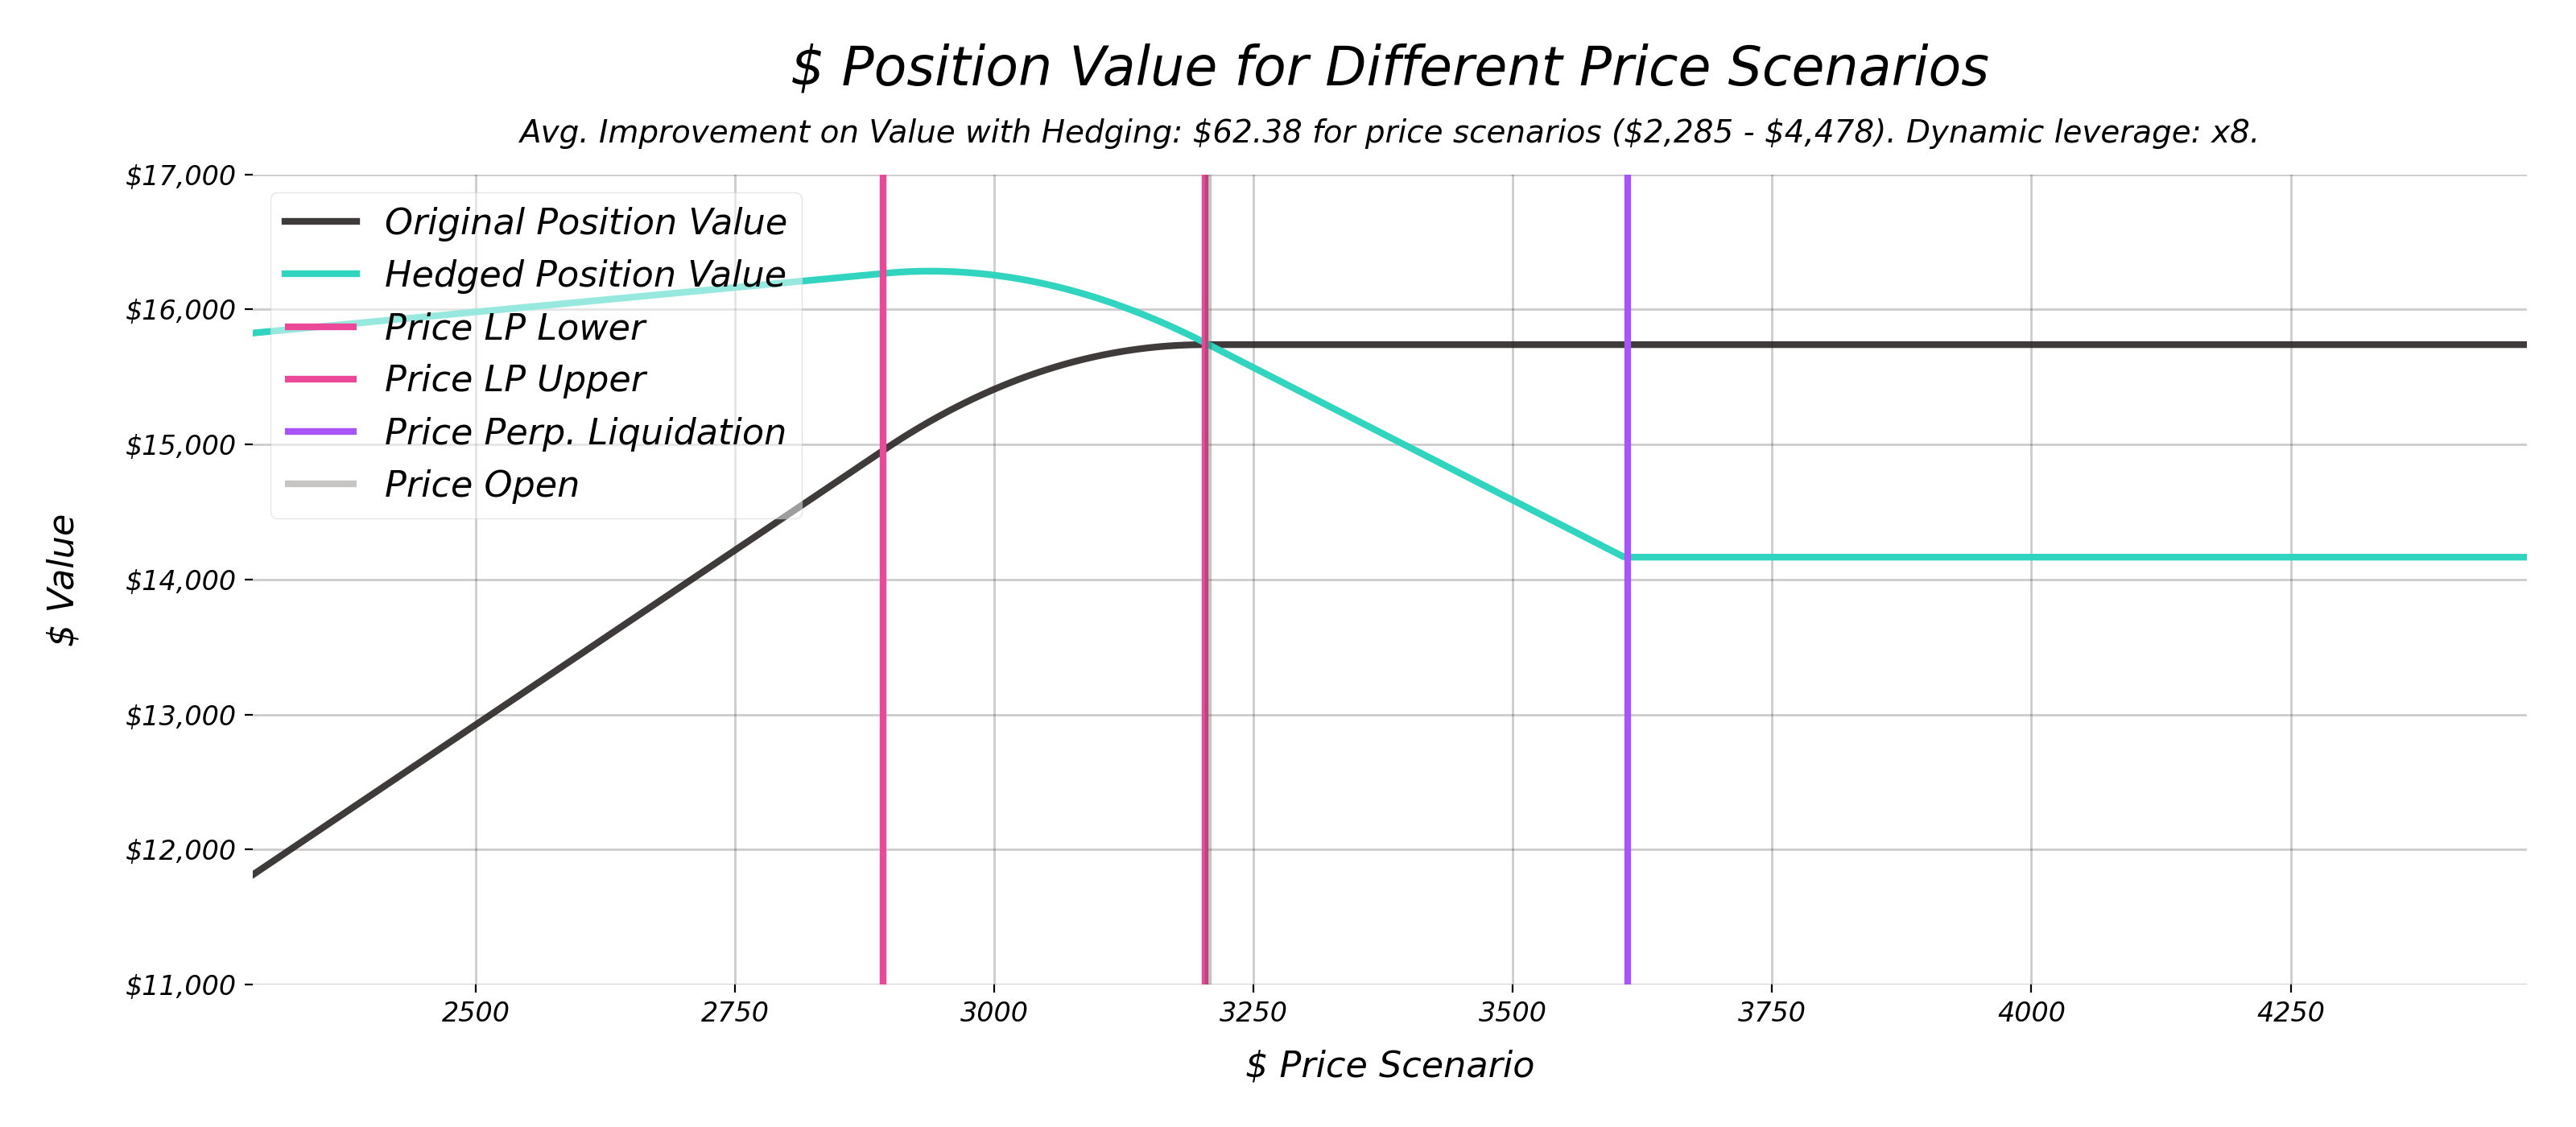 $ Position Value for Different Price Scenarios
Avg. Improvement on Value with Hedging: $62.38 for price scenarios ($2,285 - $4,478). Dynamic leverage: x8.
$17,000
$16,000
$15,000
$14,000
$13,000
$12,000
$11,000
$ Value
Original Position Value
Hedged Position Value
Price LP Lower
Price LP Upper
Price Perp. Liquidation
Price Open
2500 2750 3000 3250 3500 3750 4000 4250
$ Price Scenario